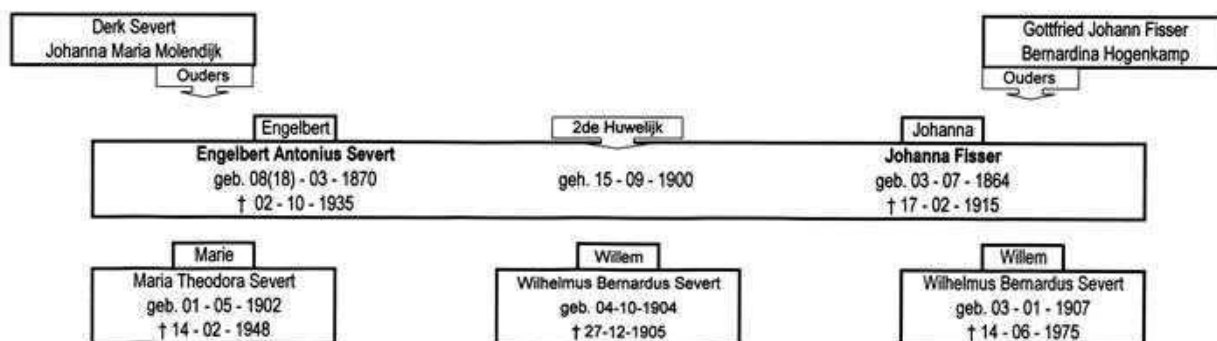 Derk Severt
Johanna Maria Molendijk
Ouders
Gottfried Johann Fisser
Bernardina Hogenkamp
Ouders
Engelbert
2de Huwelijk
Johanna
Engelbert Antonius Severt
geb. 08(18) - 03 - 1870
† 02 - 10 - 1935
geh. 15 - 09 - 1900
Johanna Fisser
geb. 03 - 07 - 1864
† 17 - 02 - 1915
Marie
Maria Theodora Severt
geb. 01 - 05 - 1902
† 14 - 02 - 1948
Willem
Wilhelmus Bernardus Severt
geb. 04-10-1904
† 27-12-1905
Willem
Wilhelmus Bernardus Severt
geb. 03 - 01 - 1907
† 14 - 06 - 1975